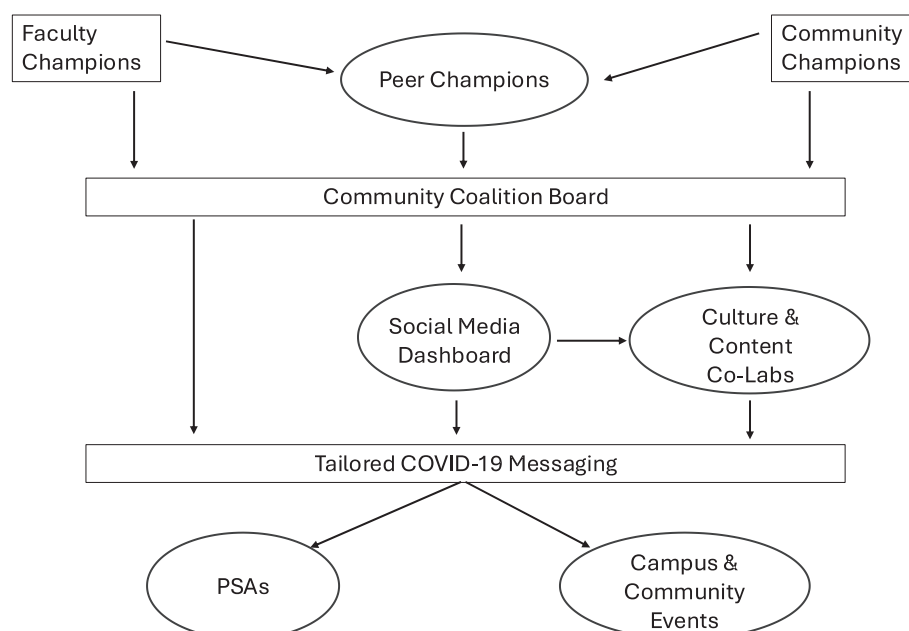 Faculty
Champions
Peer Champions
Community
Champions
Community Coalition Board
Social Media
Dashboard
Culture &
Content
Co-Labs
Tailored COVID-19 Messaging
PSAs
Campus &
Community
Events